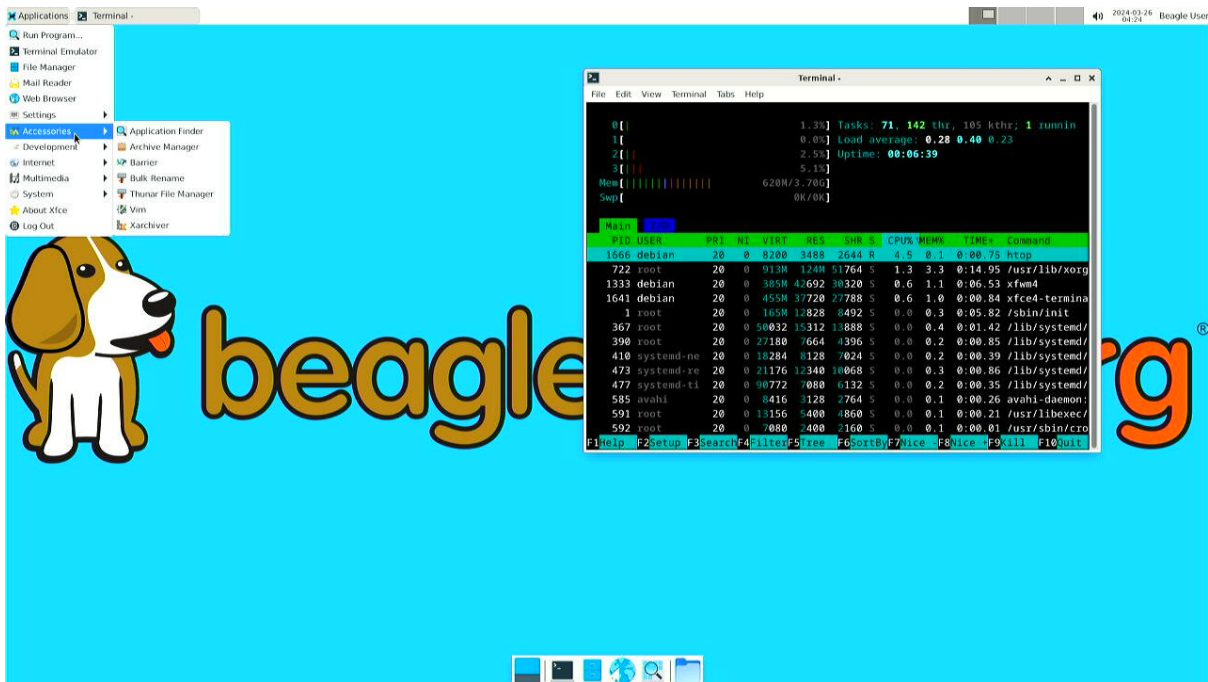 Applications Terminal -
2024-03-26
04:24
Beagle User
Run Program...
Terminal Emulator
File Manager
Mail Reader
Web Browser
Settings
Accessories
Development
Internet
Multimedia
System
About Xfce
Log Out
Application Finder
Archive Manager
Barrier
Bulk Rename
Thunar File Manager
Vim
Xarchiver
Terminal -
File Edit View Terminal Tabs Help
0[| 1.3%] Tasks: 71, 142 thr, 105 kthr; 1 runnin
1[ 0.0%] Load average: 0.28 0.40 0.23
2[|| 2.5%] Uptime: 00:06:39
3[||| 5.1%]
Mem[|||||||||||||||| 620M/3.70G]
Swp[ 0K/0K]
Main I/O
PID USER PRI NI VIRT RES SHR S CPU% MEM% TIME+ Command
1666 debian 20 0 8200 3488 2644 R 4.5 0.1 0:00.75 htop
722 root 20 0 913M 124M 51764 S 1.3 3.3 0:14.95 /usr/lib/xorg
1333 debian 20 0 385M 42692 30320 S 0.6 1.1 0:06.53 xfwm4
1641 debian 20 0 455M 37720 27788 S 0.6 1.0 0:00.84 xfce4-termina
1 root 20 0 165M 12828 8492 S 0.0 0.3 0:05.82 /sbin/init
367 root 20 0 50032 15312 13888 S 0.0 0.4 0:01.42 /lib/systemd/
390 root 20 0 27180 7664 4396 S 0.0 0.2 0:00.85 /lib/systemd/
410 systemd-ne 20 0 18284 8128 7024 S 0.0 0.2 0:00.39 /lib/systemd/
473 systemd-re 20 0 21176 12340 10068 S 0.0 0.3 0:00.86 /lib/systemd/
477 systemd-ti 20 0 90772 7080 6132 S 0.0 0.2 0:00.35 /lib/systemd/
585 avahi 20 0 8416 3128 2764 S 0.0 0.1 0:00.26 avahi-daemon:
591 root 20 0 13156 5400 4860 S 0.0 0.1 0:00.21 /usr/libexec/
592 root 20 0 7080 2400 2160 S 0.0 0.1 0:00.01 /usr/sbin/cro
F1Help F2Setup F3Search F4Filter F5Tree F6SortBy F7Nice - F8Nice + F9Kill F10Quit
beagle rg®